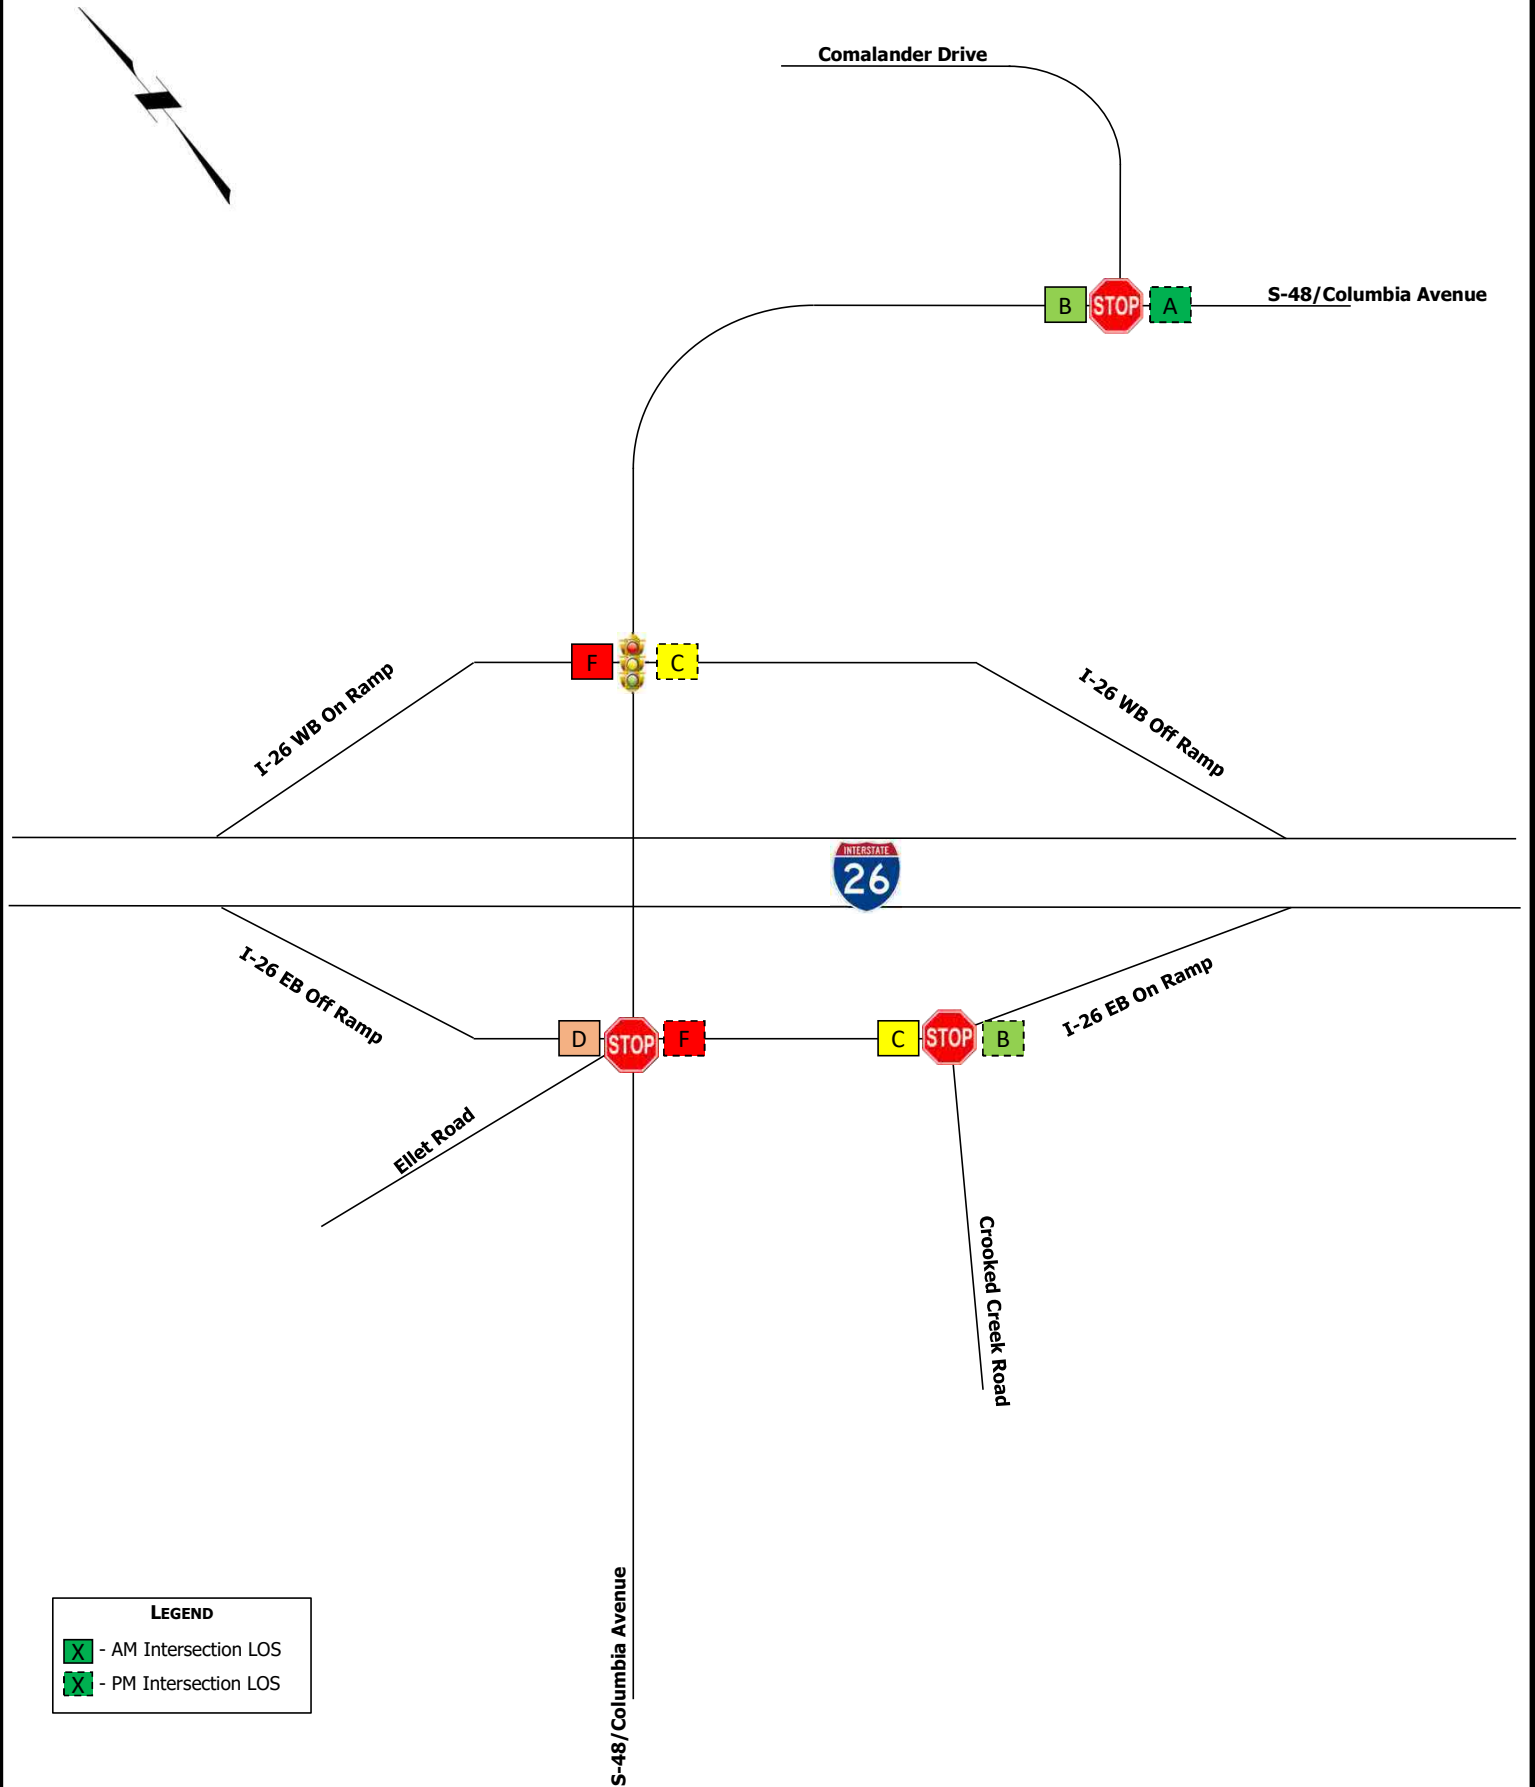 Comalander Drive
B STOP A
S-48/Columbia Avenue
F C
I-26 WB On Ramp
I-26 WB Off Ramp
INTERSTATE
26
I-26 EB Off Ramp
I-26 EB On Ramp
D STOP F
C STOP B
Ellet Road
Crooked Creek Road
S-48/Columbia Avenue
LEGEND
X - AM Intersection LOS
X - PM Intersection LOS